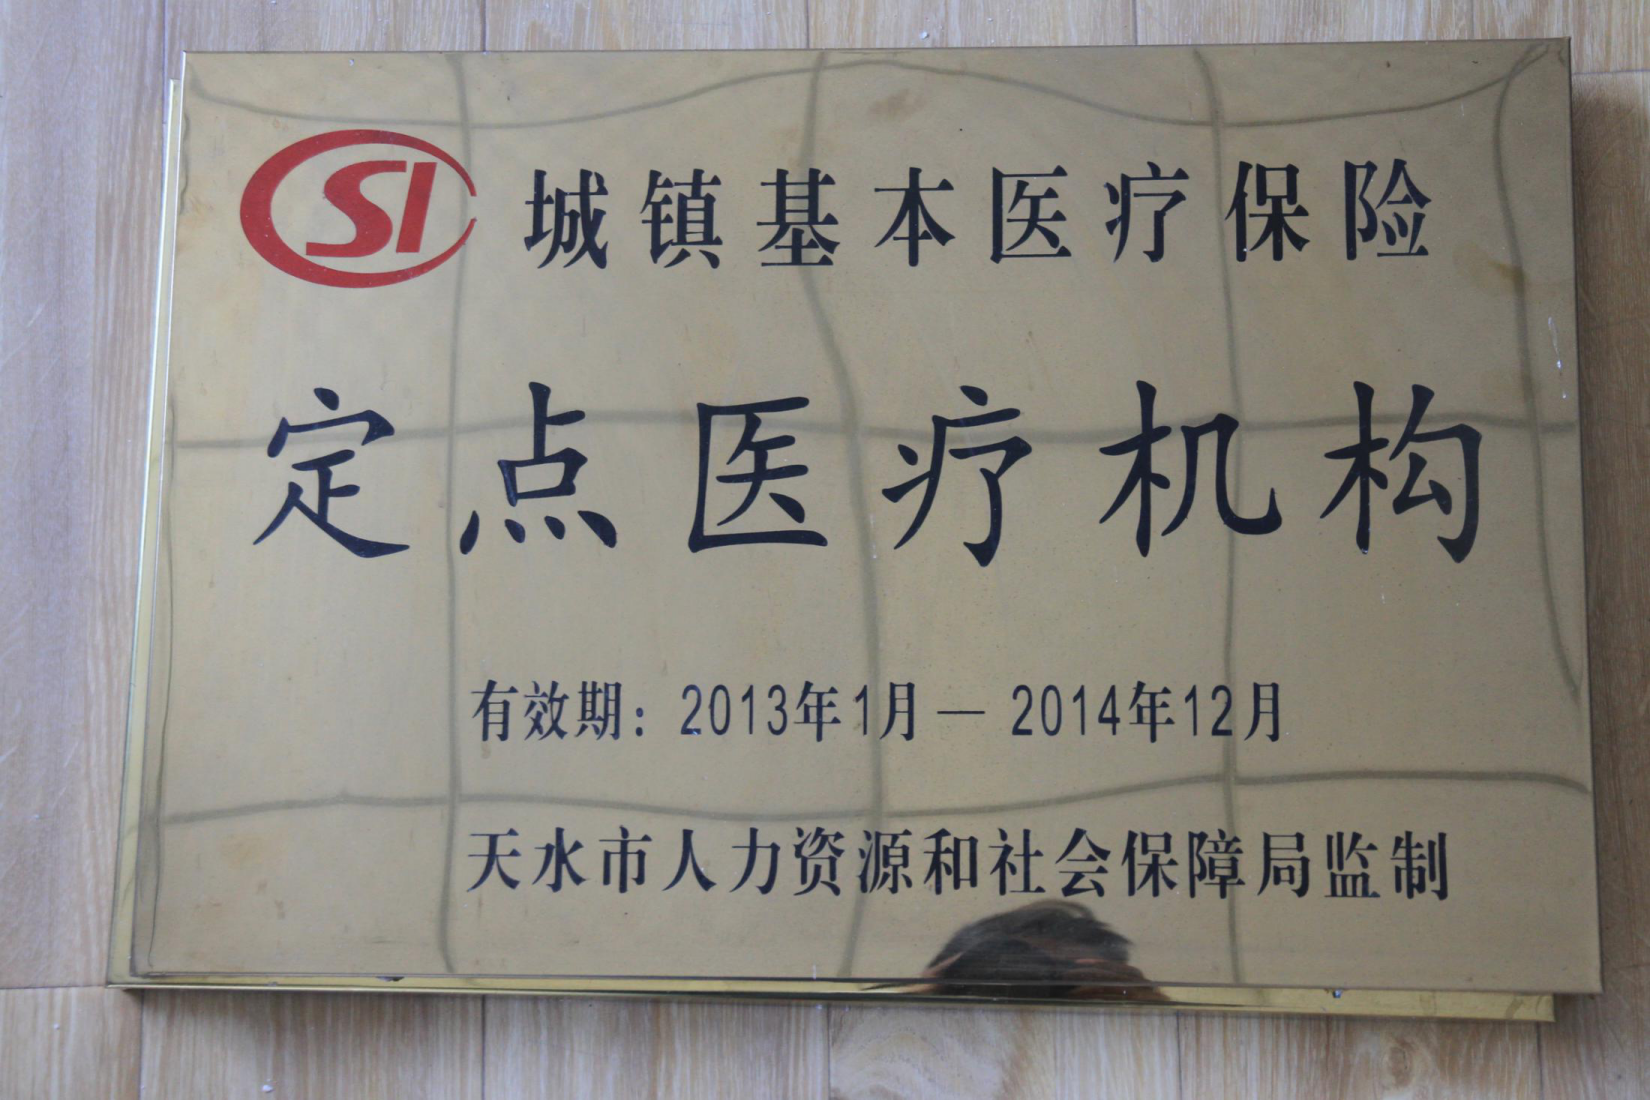 SI 城镇基本医疗保险
定点医疗机构
有效期：2013年1月—2014年12月
天水市人力资源和社会保障局监制